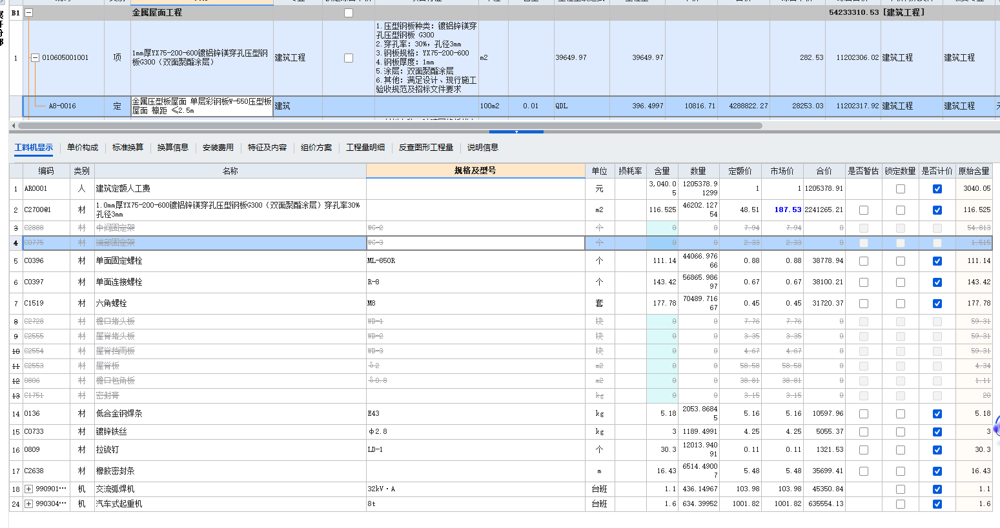 B1 金属屋面工程 54233310.53 [建筑工程]
1 010605001001 项 1mm厚YX75-200-600镀铝锌镁穿孔压型钢板G300（双面聚酯涂层） 建筑工程 1.压型钢板种类：镀铝锌镁穿孔压型钢板 G300
2.穿孔率：30%，孔径3mm
3.钢板规格：YX75-200-600
4.钢板厚度：1mm
5.涂层：双面聚酯涂层
6.其他：满足设计、现行施工验收规范及招标文件要求 m2 39649.97 39649.97 282.53 11202306.02 建筑工程 建筑工程
A8-0016 定 金属压型板屋面 单层彩钢板W-550压型板屋面 檩距 ≤2.5m 建筑 100m2 0.01 QDL 396.4997 10816.71 4288822.27 28253.03 11202317.92 建筑工程 建筑工程
工料机显示 单价构成 标准换算 换算信息 安装费用 特征及内容 组价方案 工程量明细 反查图形工程量 说明信息
编码 类别 名称 规格及型号 单位 损耗率 含量 数量 定额价 市场价 合价 是否暂估 锁定数量 是否计价 原始含量
1 AR0001 人 建筑定额人工费 元 3,040.05 1205378.91299 1 1 1205378.91 3040.05
2 C2700@1 材 1.0mm厚YX75-200-600镀铝锌镁穿孔压型钢板G300（双面聚酯涂层）穿孔率30% 孔径3mm m2 116.525 46202.12754 48.51 187.53 2241265.21 116.525
3 C2888 材 中间固定架 WG-2 个 0 0 7.94 7.94 0 54.813
4 C0775 材 端部固定架 WG-3 个 0 0 2.33 2.33 0 1.515
5 C0396 材 单面固定螺栓 ML-850R 个 111.14 44066.97666 0.88 0.88 38778.94 111.14
6 C0397 材 单面连接螺栓 R-8 个 143.42 56865.98697 0.67 0.67 38100.21 143.42
7 C1519 材 六角螺栓 M8 套 177.78 70489.71667 0.45 0.45 31720.37 177.78
8 C2728 材 檐口堵头板 WD-1 块 0 0 7.76 7.76 0 59.31
9 C2555 材 屋脊堵头板 WD-2 块 0 0 3.35 3.35 0 59.31
10 C2554 材 屋脊挡雨板 WD-3 块 0 0 4.67 4.67 0 59.31
11 C2553 材 屋脊板 δ2 m2 0 0 58.58 58.58 0 4.34
12 0806 材 檐口包角板 δ0.8 m2 0 0 38.81 38.81 0 1.11
13 C1751 材 密封膏 kg 0 0 3.15 3.15 0 20
14 0136 材 低合金钢焊条 E43 kg 5.18 2053.86845 5.16 5.16 10597.96 5.18
15 C0733 材 镀锌铁丝 φ2.8 kg 3 1189.4991 4.25 4.25 5055.37 3
16 0809 材 拉铳钉 LD-1 个 30.3 12013.94091 0.11 0.11 1321.53 30.3
17 C2638 材 橡胶密封条 m 16.43 6514.49007 5.48 5.48 35699.41 16.43
18 990901… 机 交流弧焊机 32kV·A 台班 1.1 436.14967 103.98 103.98 45350.84 1.1
24 990304… 机 汽车式起重机 8t 台班 1.6 634.39952 1001.82 1001.82 635554.13 1.6